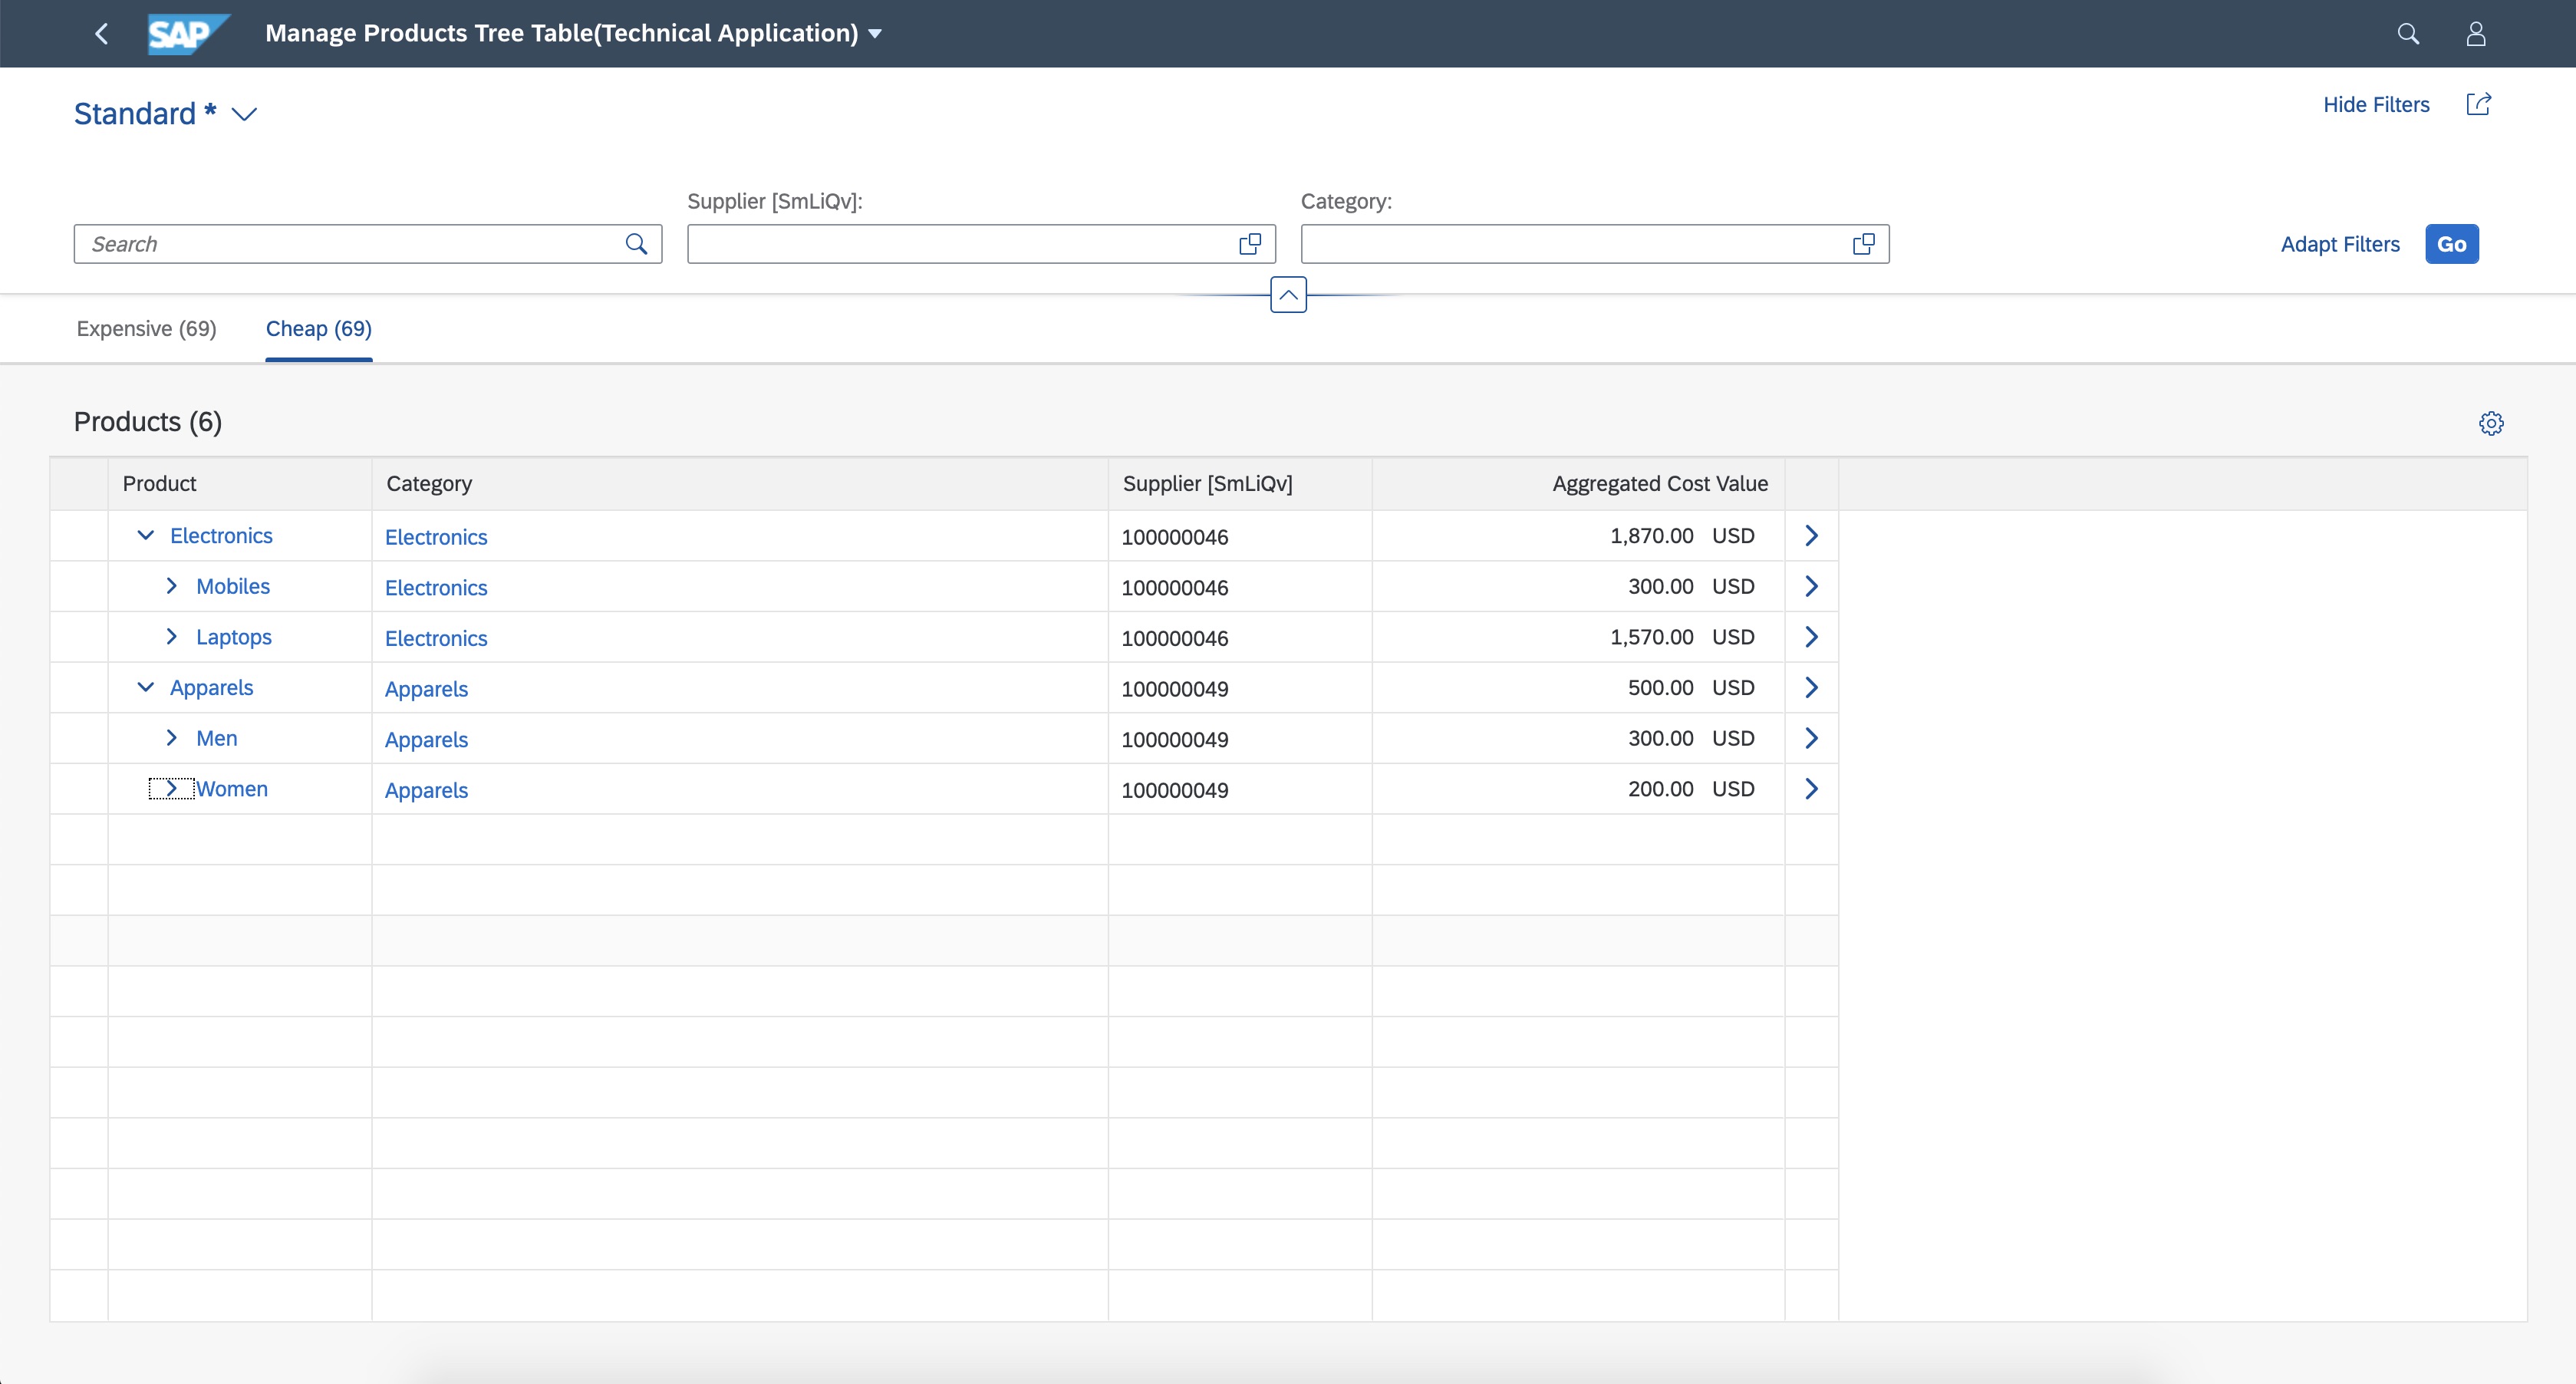 SAP Manage Products Tree Table(Technical Application)
Standard *
Hide Filters
Supplier [SmLiQv]:
Category:
Search
Adapt Filters
Go
Expensive (69)
Cheap (69)
Products (6)
Product Category Supplier [SmLiQv] Aggregated Cost Value
Electronics Electronics 100000046 1,870.00 USD
Mobiles Electronics 100000046 300.00 USD
Laptops Electronics 100000046 1,570.00 USD
Apparels Apparels 100000049 500.00 USD
Men Apparels 100000049 300.00 USD
Women Apparels 100000049 200.00 USD